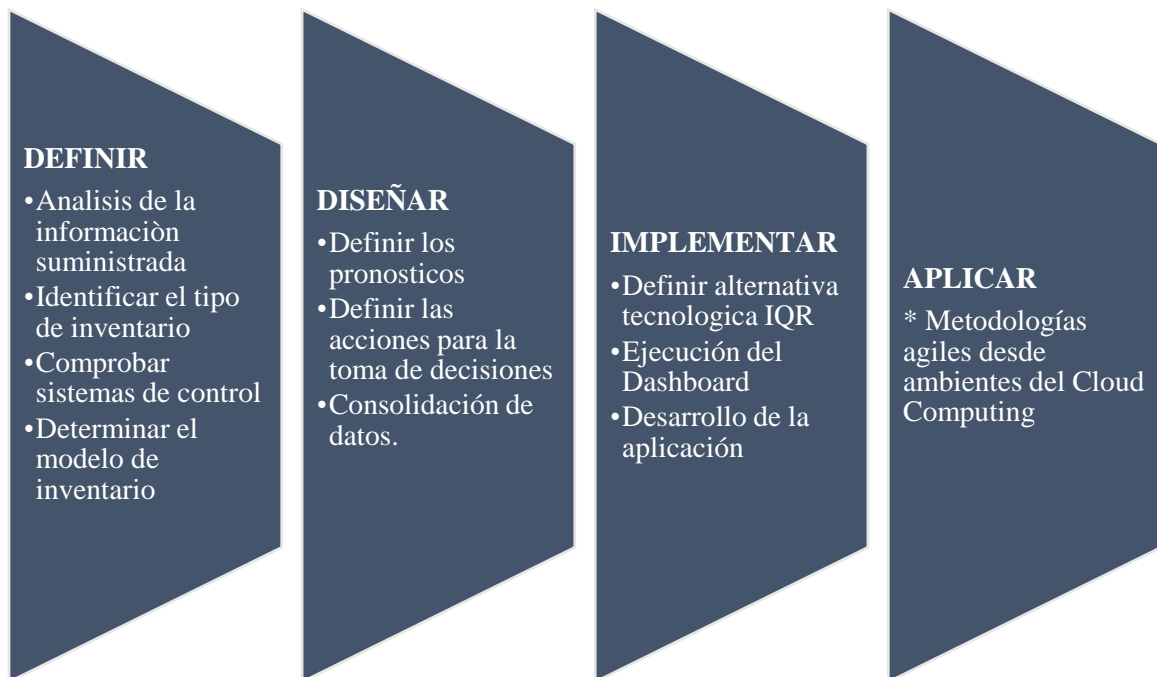 DEFINIR
•Analisis de la
informaciòn
suministrada
•Identificar el tipo
de inventario
•Comprobar
sistemas de control
•Determinar el
modelo de
inventario
DISEÑAR
•Definir los
pronosticos
•Definir las
acciones para la
toma de decisiones
•Consolidación de
datos.
IMPLEMENTAR
•Definir alternativa
tecnologica IQR
•Ejecución del
Dashboard
•Desarrollo de la
aplicación
APLICAR
* Metodologías
agiles desde
ambientes del Cloud
Computing